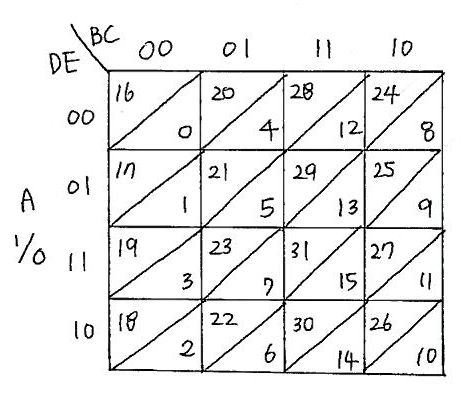 BC
DE
00 01 11 10
00 16 0 20 4 28 12 24 8
01 17 1 21 5 29 13 25 9
A
1/0
11 19 3 23 7 31 15 27 11
10 18 2 22 6 30 14 26 10